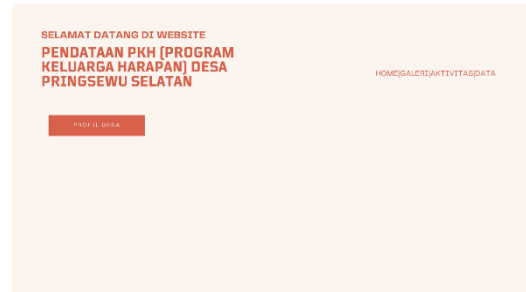 SELAMAT DATANG DI WEBSITE
PENDATAAN PKH (PROGRAM
KELUARGA HARAPAN) DESA
PRINGSEWU SELATAN
HOME|GALERI|AKTIVITAS|DATA
PROFIL DESA